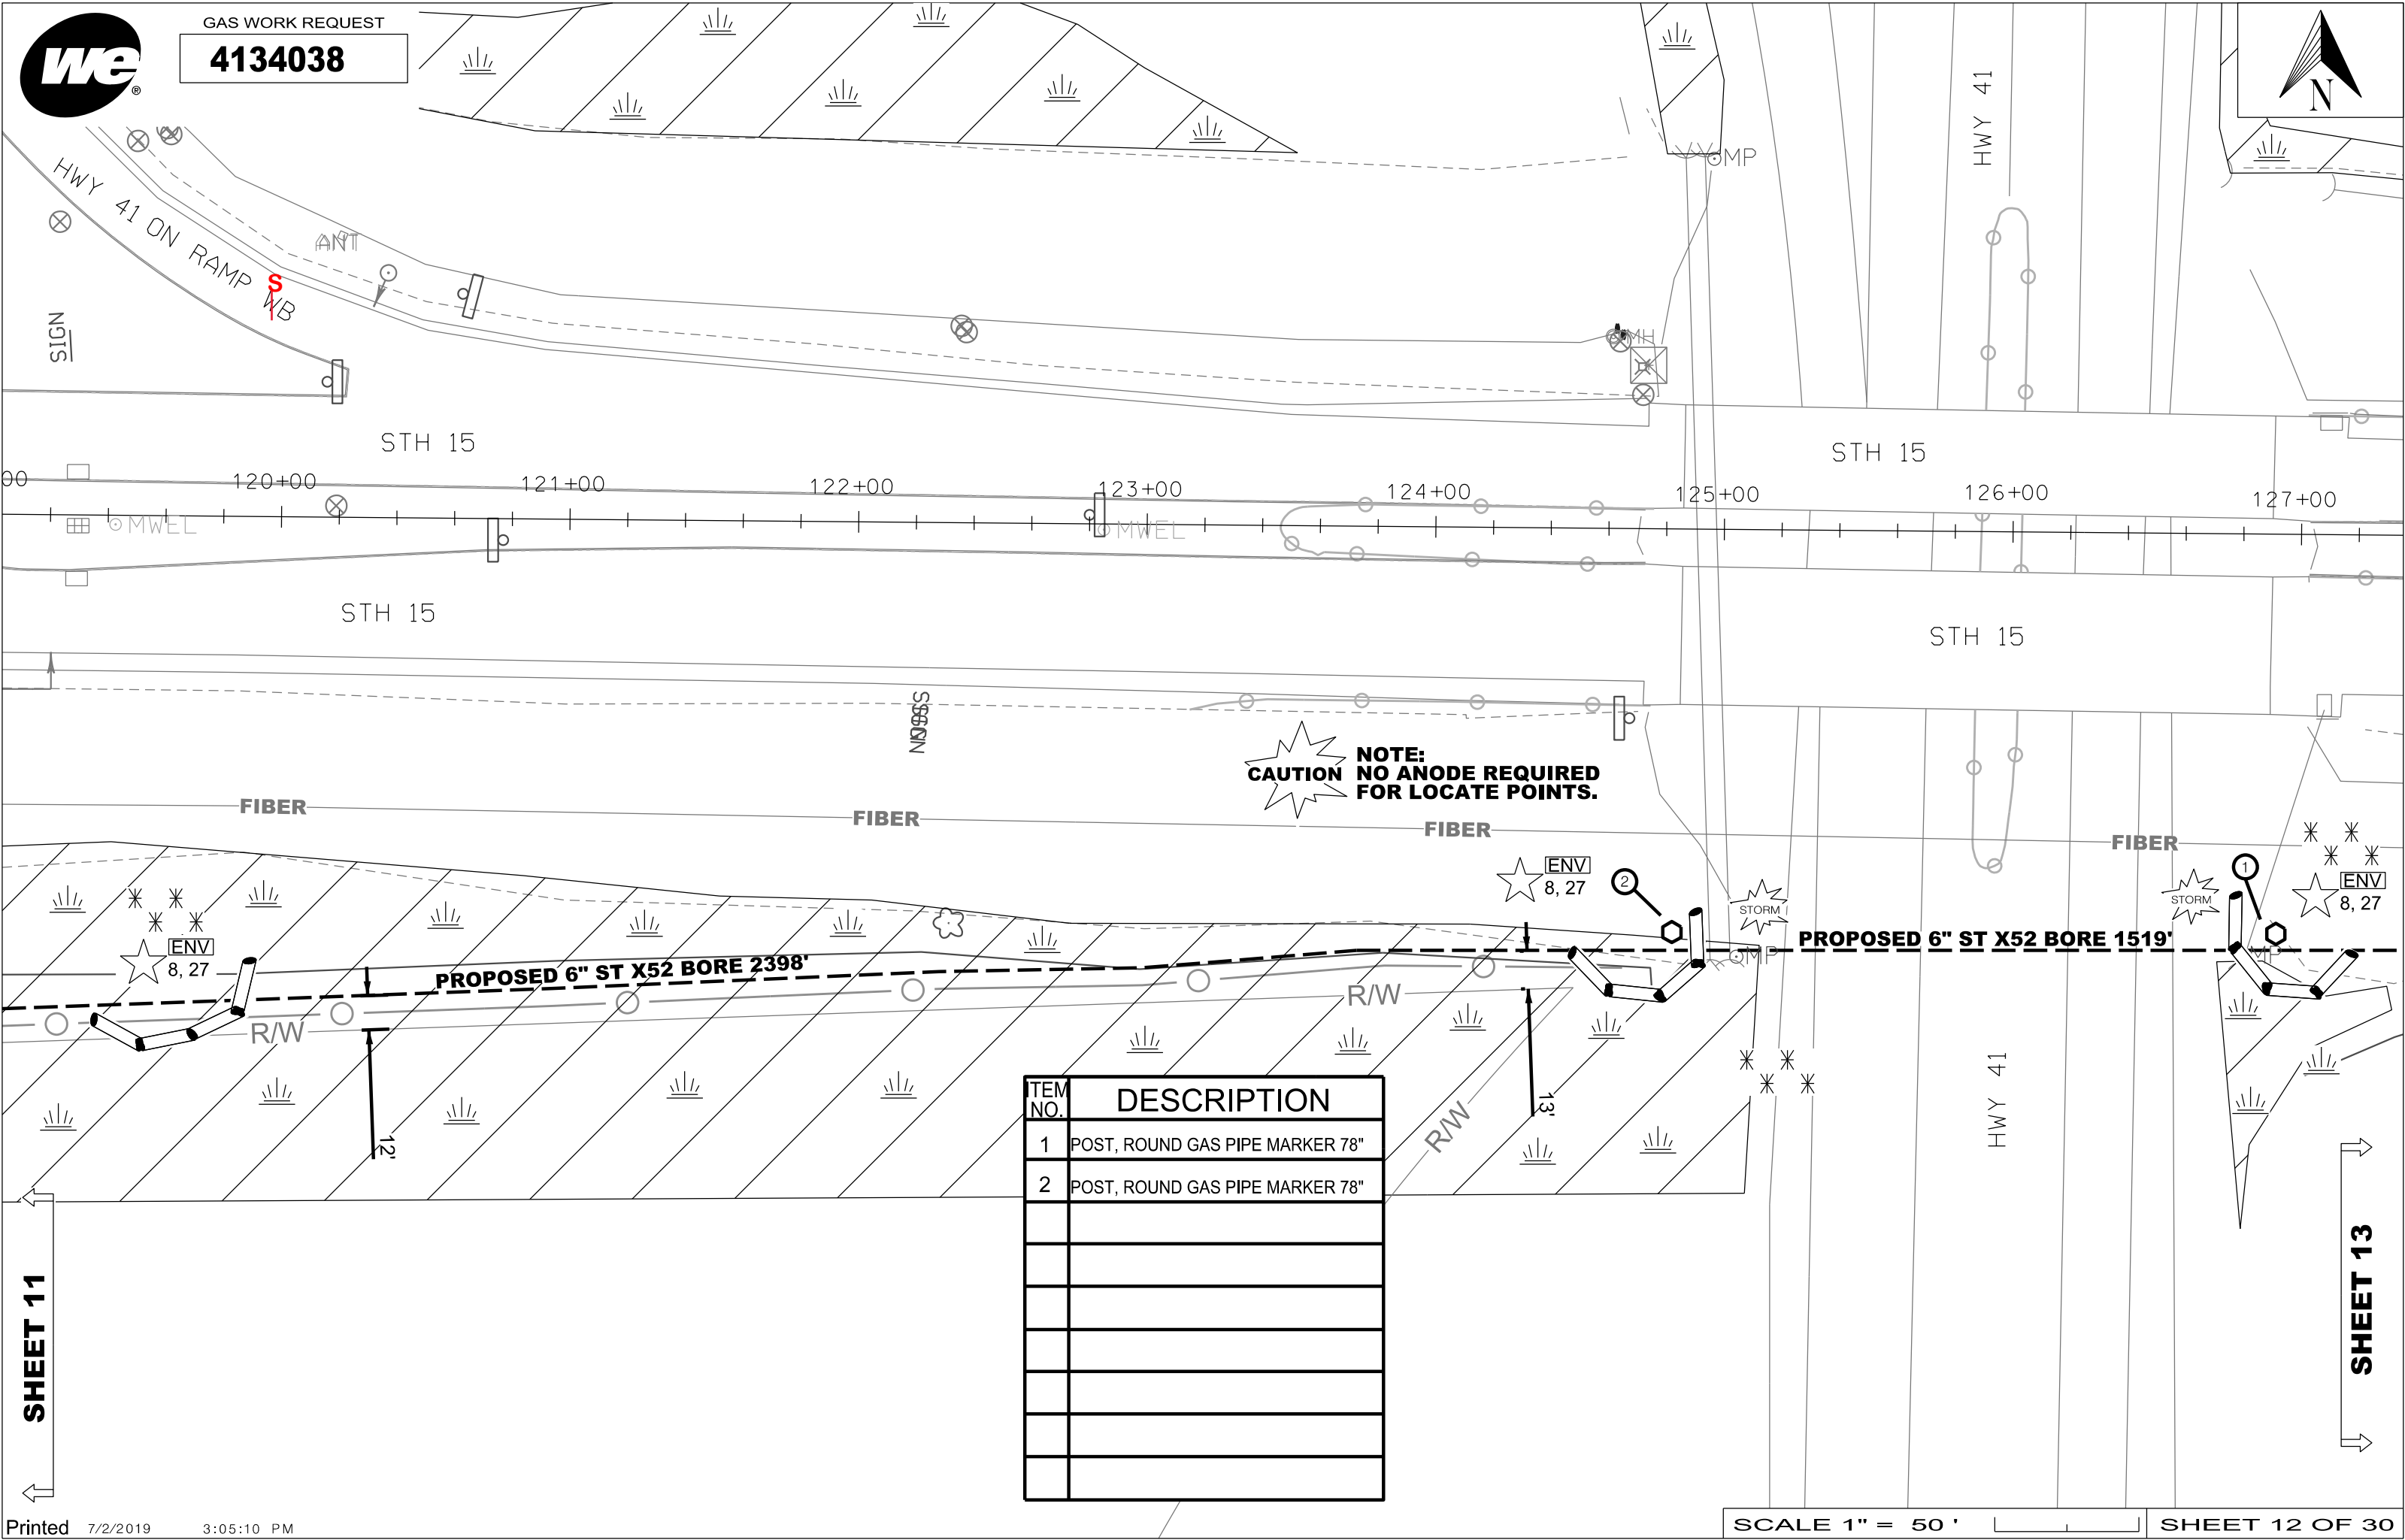 we®
GAS WORK REQUEST
4134038
N
HWY 41
HWY 41 ON RAMP WB
S
ANT
SIGN
MP
MH
STH 15
STH 15
00
120+00
121+00
122+00
123+00
124+00
125+00
126+00
127+00
MWEL
MWEL
STH 15
STH 15
CAUTION
NOTE:
NO ANODE REQUIRED
FOR LOCATE POINTS.
FIBER
FIBER
FIBER
FIBER
ENV
8, 27
2
STORM
STORM
1
ENV
8, 27
ENV
8, 27
PROPOSED 6" ST X52 BORE 2398'
PROPOSED 6" ST X52 BORE 1519'
MP
MP
R/W
R/W
R/W
12'
13'
HWY 41
ITEM NO.
DESCRIPTION
1 POST, ROUND GAS PIPE MARKER 78"
2 POST, ROUND GAS PIPE MARKER 78"
SHEET 11
SHEET 13
Printed 7/2/2019 3:05:10 PM
SCALE 1" = 50 '
SHEET 12 OF 30